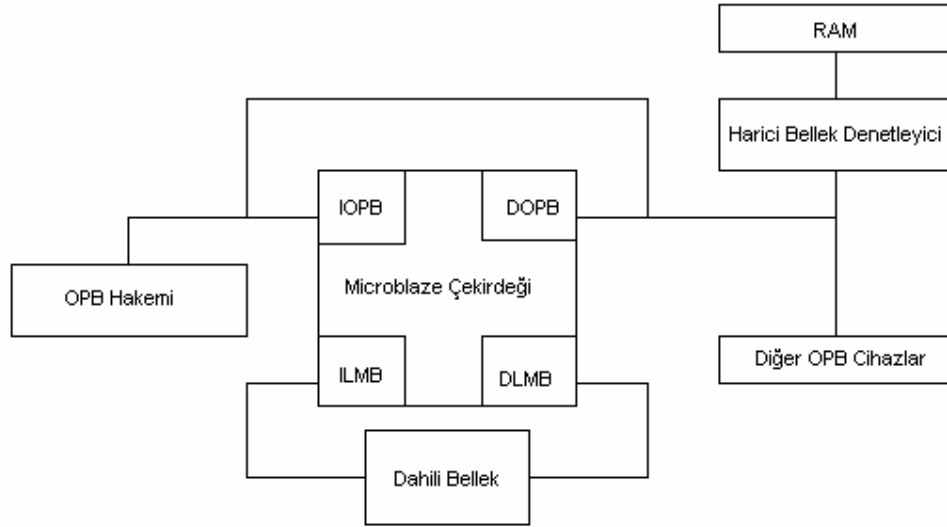 RAM
Harici Bellek Denetleyici
IOPB
DOPB
Microblaze Çekirdeği
OPB Hakemi
ILMB
DLMB
Diğer OPB Cihazlar
Dahili Bellek